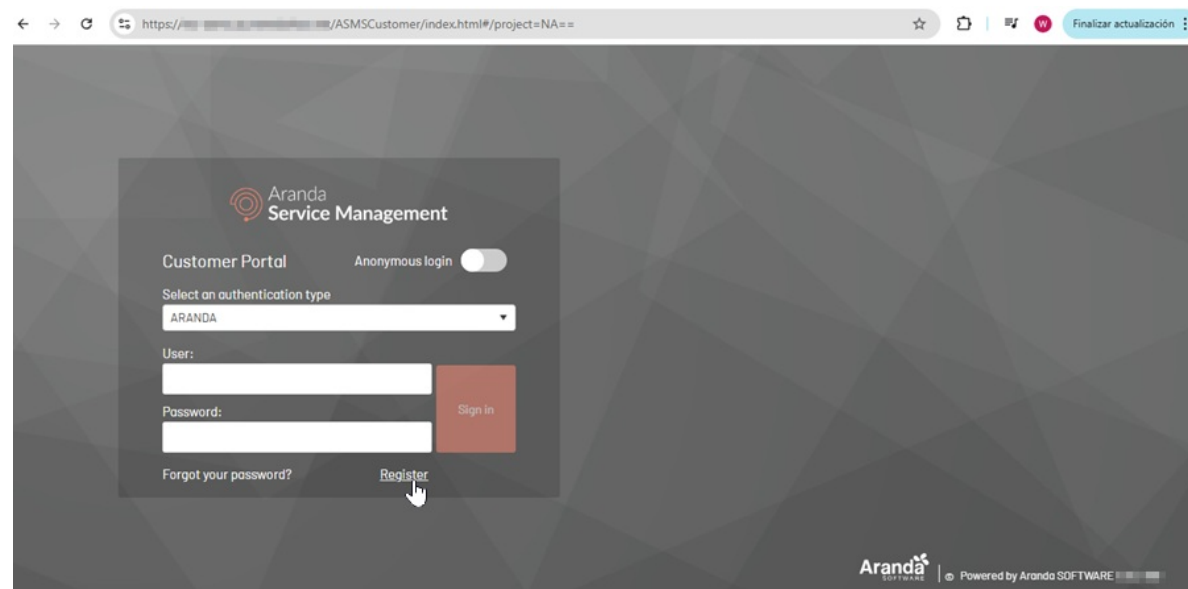 https://
/ASMSCustomer/index.html#/project=NA==
W
Finalizar actualización
Aranda
Service Management
Customer Portal
Anonymous login
Select an authentication type
ARANDA
User:
Password:
Sign in
Forgot your password?
Register
Aranda
SOFTWARE
© Powered by Aranda SOFTWARE